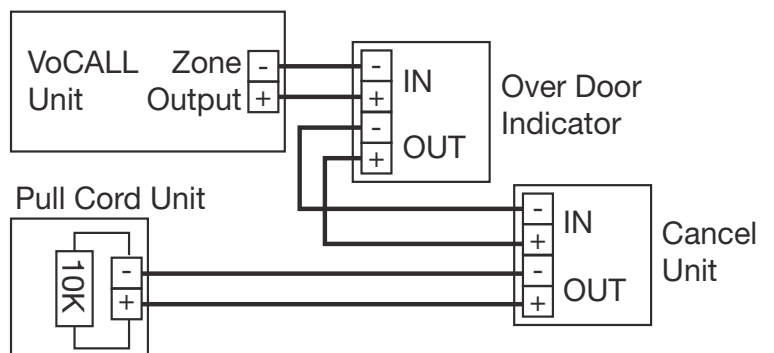 VoCALL Zone -
Unit Output +
- IN
+
- OUT
+
Over Door
Indicator
Pull Cord Unit
10K
-
+
- IN
+
- OUT
+
Cancel
Unit